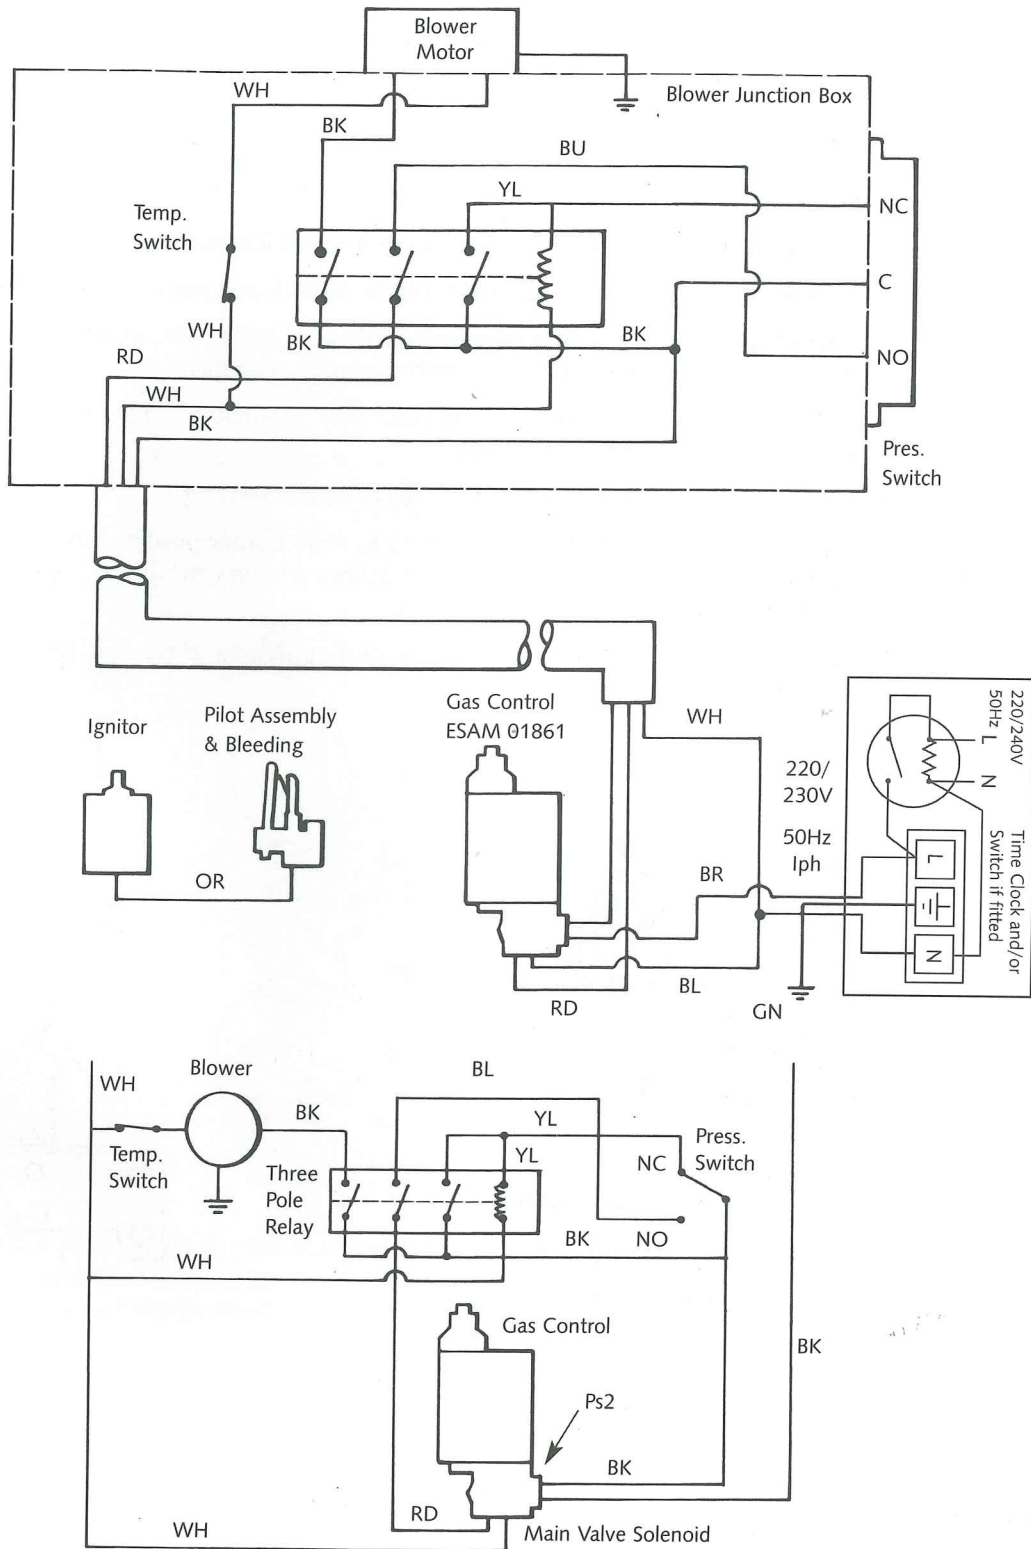 Blower
Motor
WH
Blower Junction Box
BK
BU
YL
NC
Temp.
Switch
C
WH
BK
BK
NO
RD
WH
BK
Pres.
Switch
Gas Control
ESAM 01861
WH
Ignitor
Pilot Assembly
& Bleeding
220/240V
50Hz
L
N
220/
230V
50Hz
Iph
Time Clock and/or
Switch if fitted
L
N
OR
BR
BL
RD
GN
WH
Blower
BL
BK
YL
Press.
Switch
Temp.
Switch
YL
NC
Three
Pole
Relay
BK
NO
WH
Gas Control
BK
Ps2
BK
RD
WH
Main Valve Solenoid